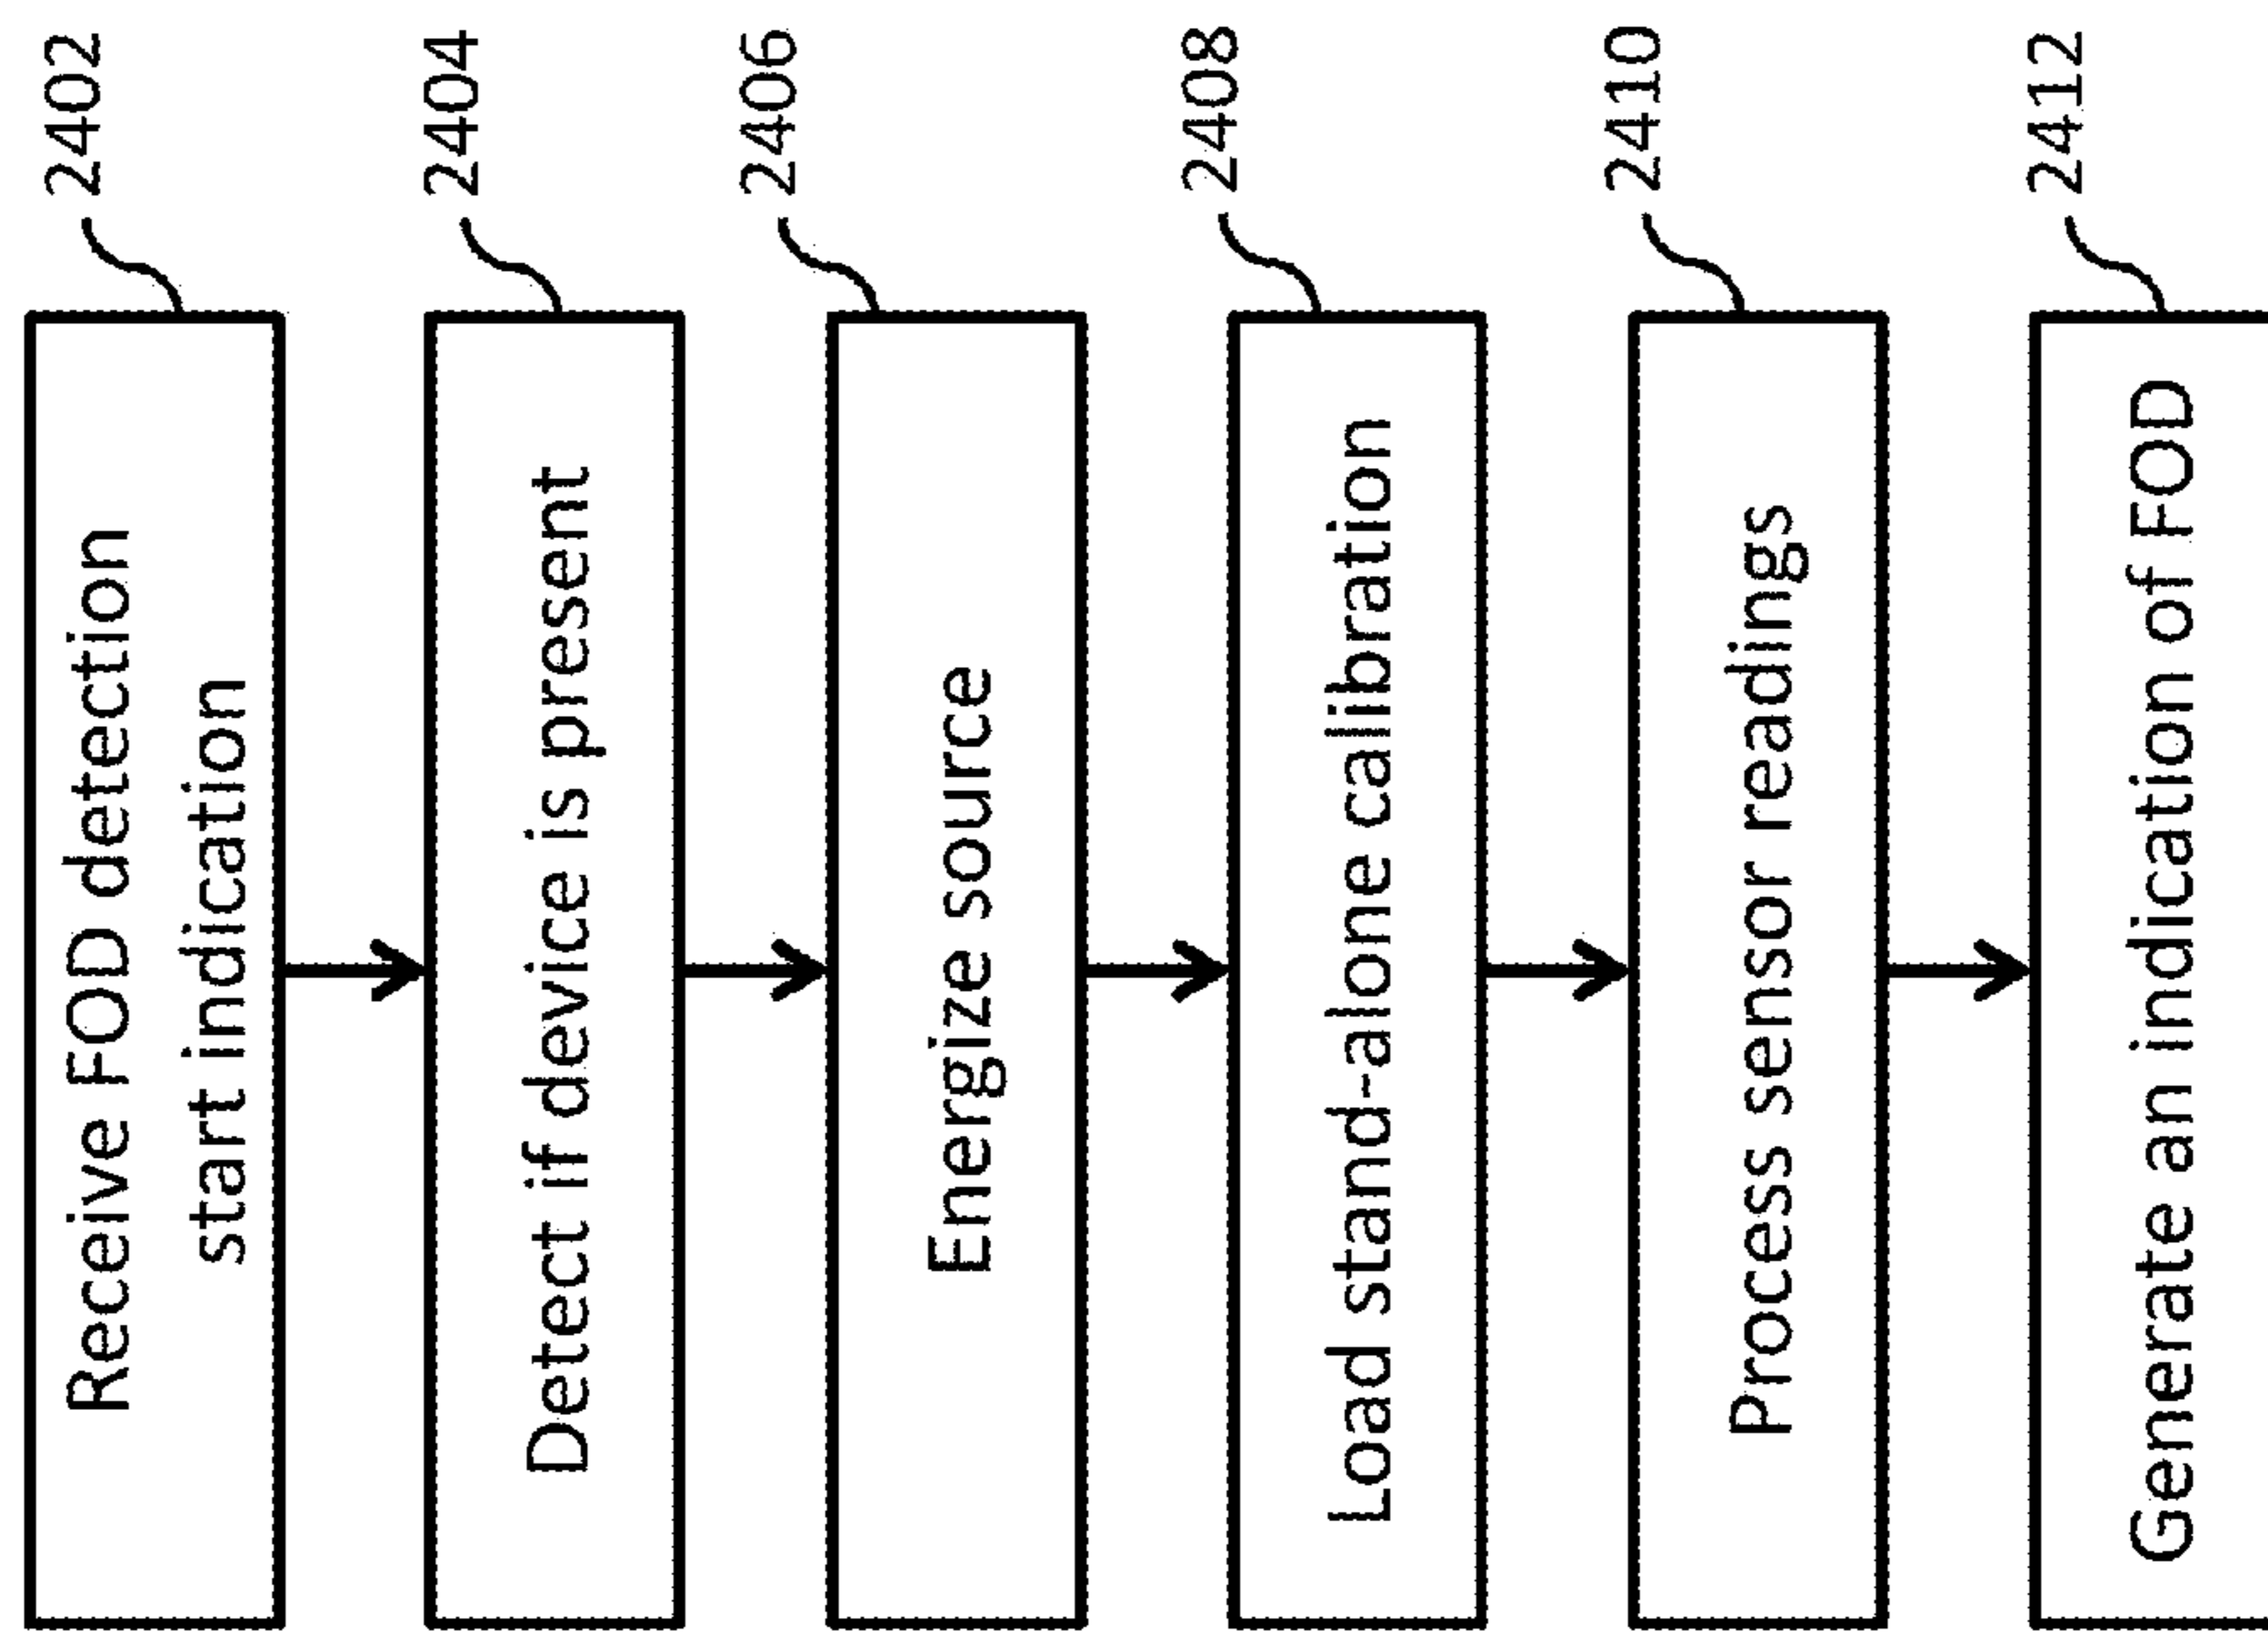 Receive FOD detection
start indication
2402
Detect if device is present
2404
Energize source
2406
Load stand-alone calibration
2408
Process sensor readings
2410
Generate an indication of FOD
2412